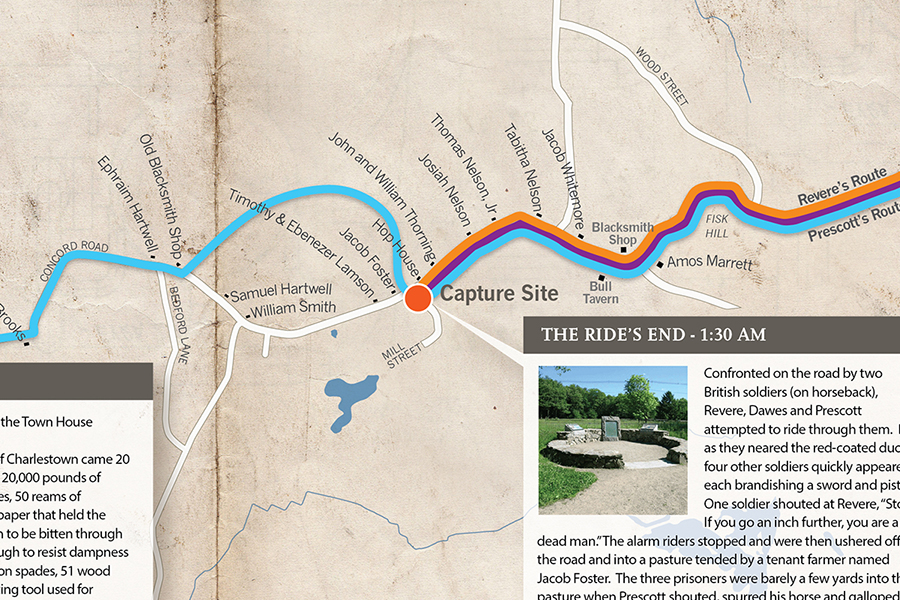 WOOD STREET
Revere's Route
Prescott's Rout
FISK
HILL
Blacksmith
Shop
Amos Marrett
Bull
Tavern
Jacob Whitemore
Tabitha Nelson
Thomas Nelson, Jr.
Josiah Nelson
John and William Thorning
Hop House
Jacob Foster
Timothy & Ebenezer Lamson
Old Blacksmith Shop
Ephraim Hartwell
CONCORD ROAD
Brooks
BEDFORD LANE
Samuel Hartwell
William Smith
Capture Site
MILL
STREET
THE RIDE'S END - 1:30 AM
Confronted on the road by two
British soldiers (on horseback),
Revere, Dawes and Prescott
attempted to ride through them.
as they neared the red-coated duo
four other soldiers quickly appeare
each brandishing a sword and pist
One soldier shouted at Revere, "Sto
If you go an inch further, you are a
dead man." The alarm riders stopped and were then ushered off
the road and into a pasture tended by a tenant farmer named
Jacob Foster. The three prisoners were barely a few yards into th
pasture when Prescott shouted, spurred his horse and galloped
the Town House
f Charlestown came 20
20,000 pounds of
es, 50 reams of
paper that held the
n to be bitten through
ugh to resist dampness
on spades, 51 wood
ing tool used for